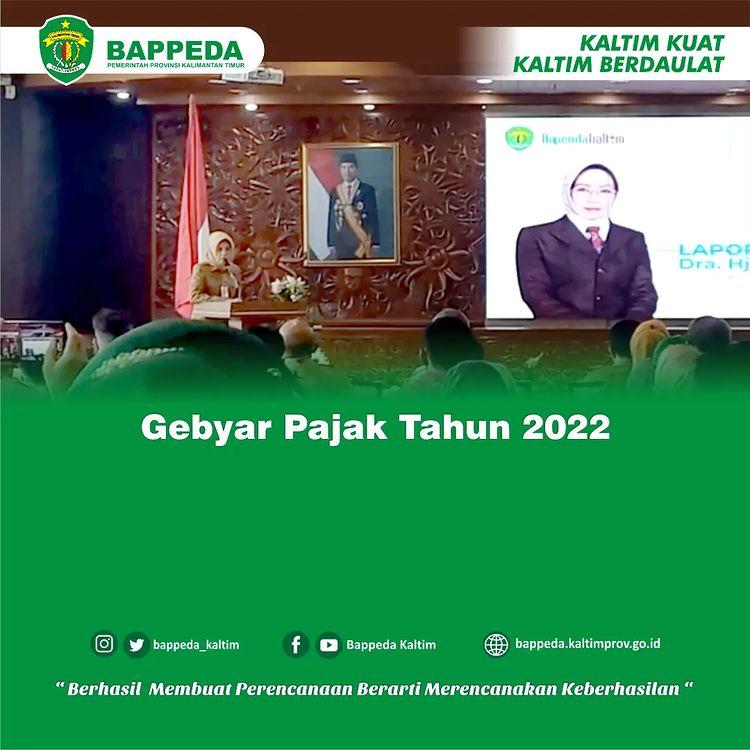 BAPPEDA
PEMERINTAH PROVINSI KALIMANTAN TIMUR
KALTIM KUAT
KALTIM BERDAULAT
Bapendakaltim
LAPOR
Dra. Hj
Gebyar Pajak Tahun 2022
bappeda_kaltim
Bappeda Kaltim
bappeda.kaltimprov.go.id
“ Berhasil Membuat Perencanaan Berarti Merencanakan Keberhasilan “